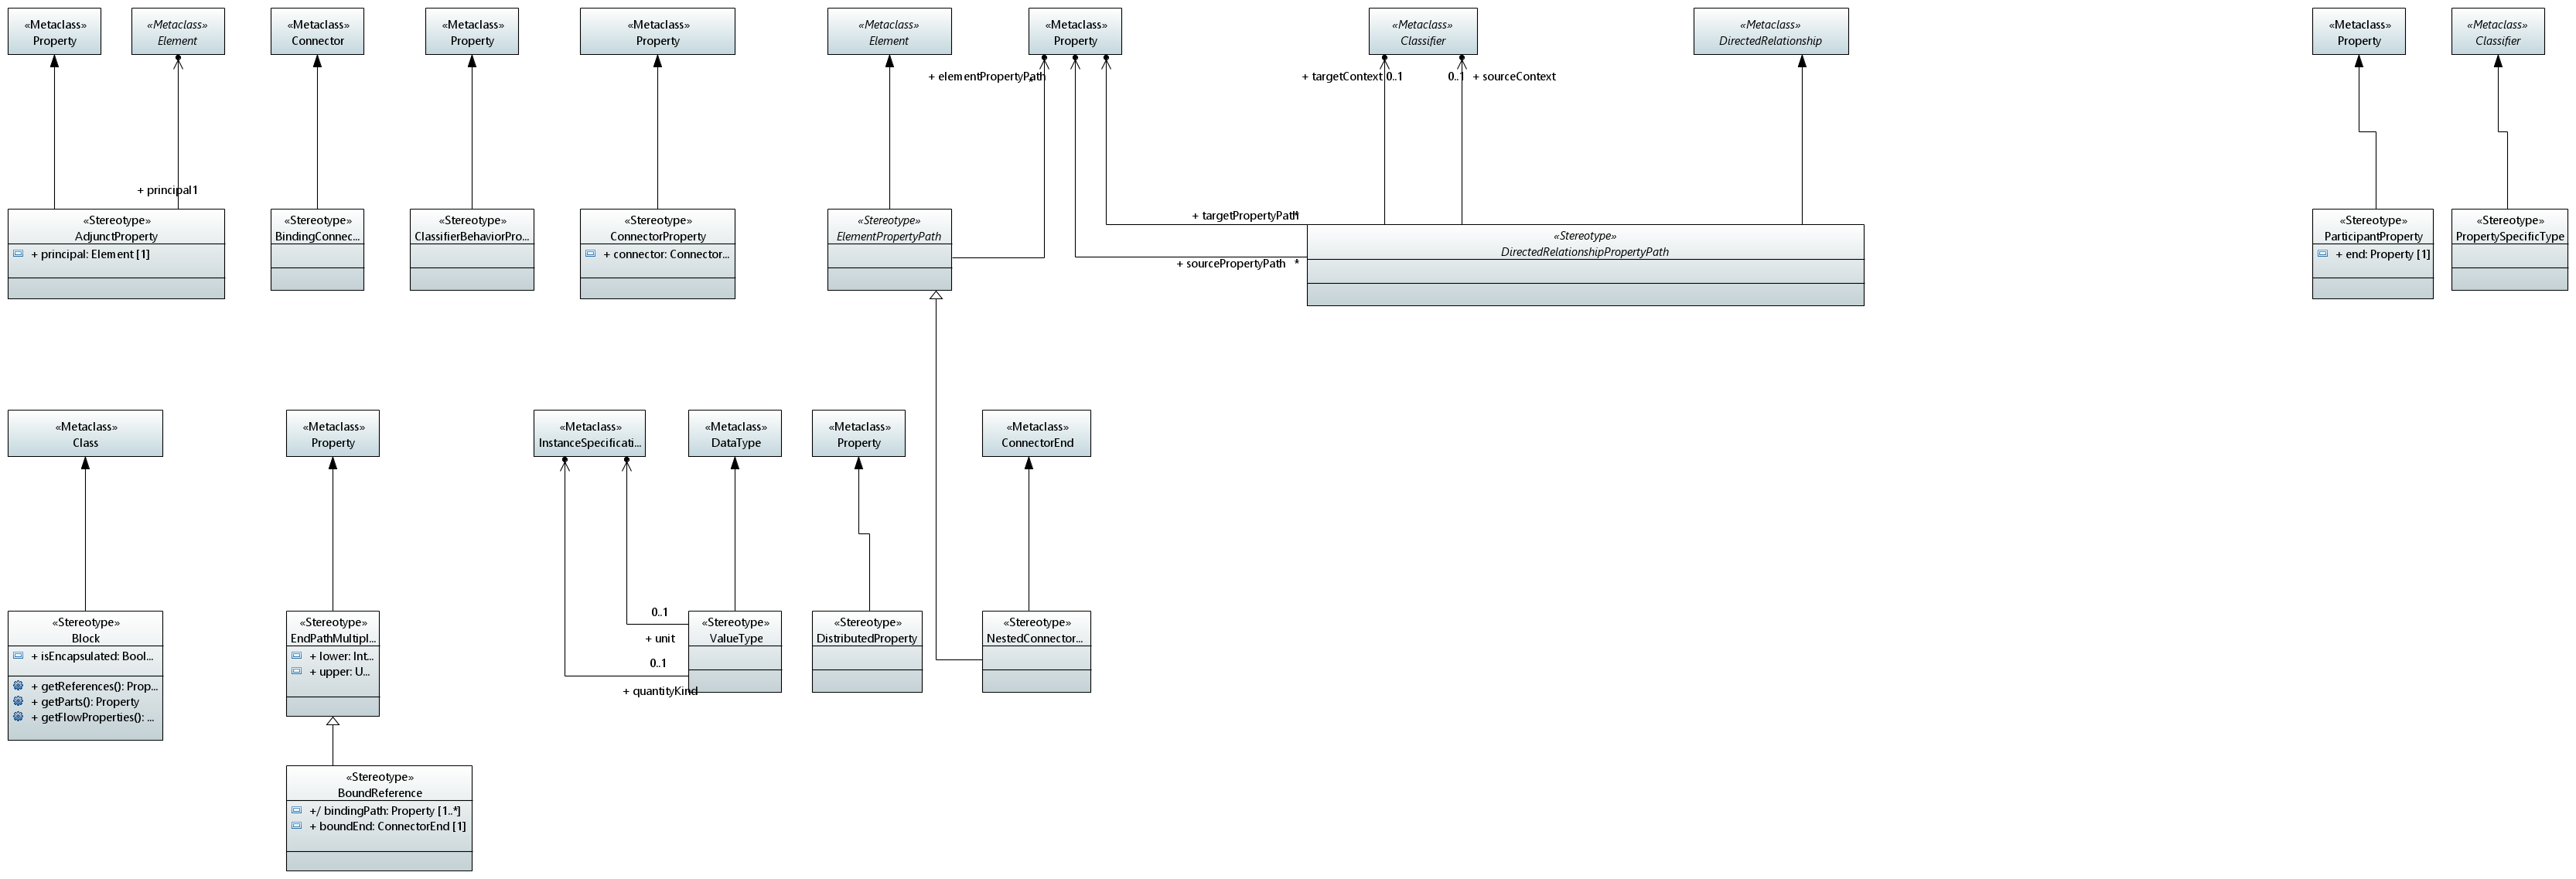 «Metaclass»
Property
«Metaclass»
Element
«Metaclass»
Connector
«Metaclass»
Property
«Metaclass»
Property
«Metaclass»
Element
«Metaclass»
Property
«Metaclass»
Classifier
«Metaclass»
DirectedRelationship
«Metaclass»
Property
«Metaclass»
Classifier
+ elementPropertyPath
*
+ targetContext 0..1
0..1 + sourceContext
+ principal1
+ targetPropertyPath
*
+ sourcePropertyPath *
«Stereotype»
AdjunctProperty
+ principal: Element [1]
«Stereotype»
BindingConnec...
«Stereotype»
ClassifierBehaviorPro...
«Stereotype»
ConnectorProperty
+ connector: Connector...
«Stereotype»
ElementPropertyPath
«Stereotype»
DirectedRelationshipPropertyPath
«Stereotype»
ParticipantProperty
+ end: Property [1]
«Stereotype»
PropertySpecificType
«Metaclass»
Class
«Metaclass»
Property
«Metaclass»
InstanceSpecificati...
«Metaclass»
DataType
«Metaclass»
Property
«Metaclass»
ConnectorEnd
«Stereotype»
Block
+ isEncapsulated: Bool...
+ getReferences(): Prop...
+ getParts(): Property
+ getFlowProperties(): ...
«Stereotype»
EndPathMultipl...
+ lower: Int...
+ upper: U...
0..1
+ unit
0..1
+ quantityKind
«Stereotype»
ValueType
«Stereotype»
DistributedProperty
«Stereotype»
NestedConnector...
«Stereotype»
BoundReference
+/ bindingPath: Property [1..*]
+ boundEnd: ConnectorEnd [1]